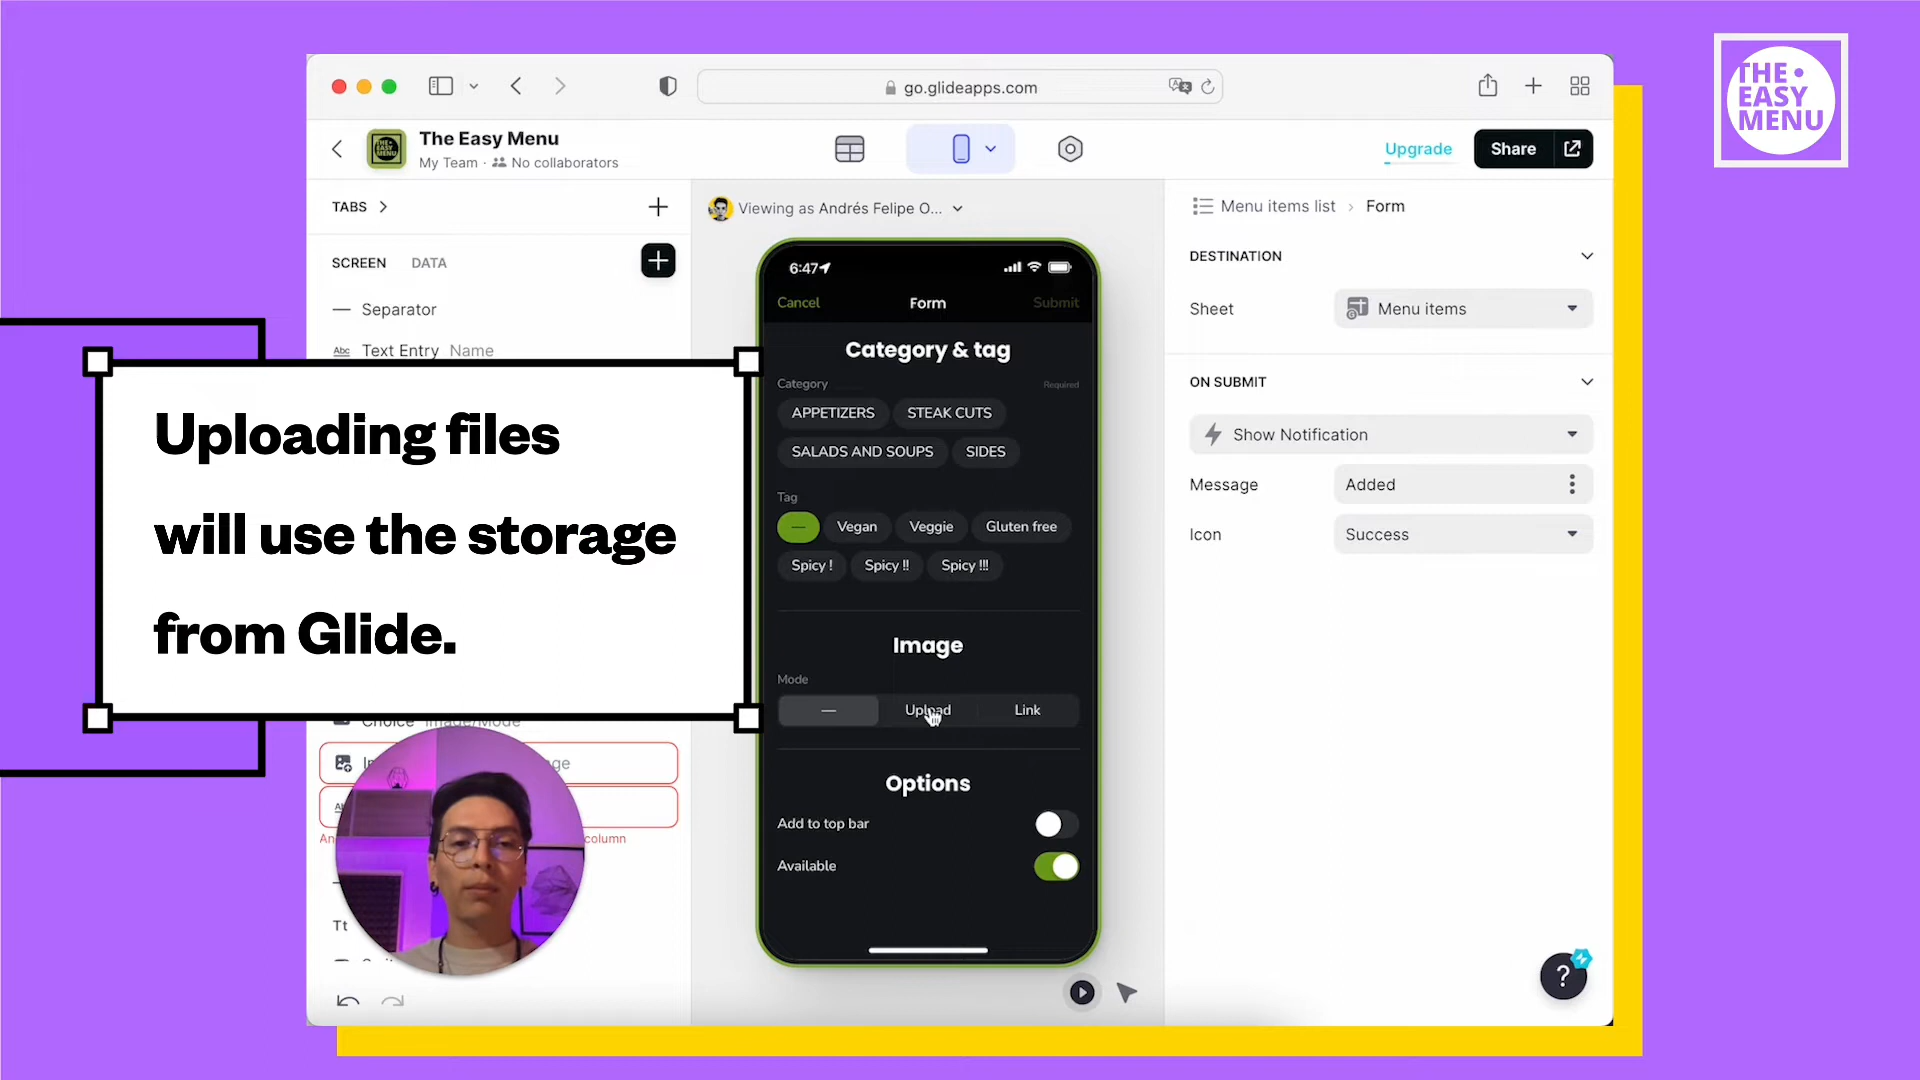 THE
EASY
MENU
go.glideapps.com
The Easy Menu
My Team · No collaborators
Upgrade
Share
TABS
Viewing as Andrés Felipe O...
Menu items list › Form
SCREEN DATA
Separator
Text Entry Name
Uploading files
will use the storage
from Glide.
Choice Image/Mode
column
Tt
6:47
Cancel
Form
Submit
Category & tag
Category
Required
APPETIZERS
STEAK CUTS
SALADS AND SOUPS
SIDES
Tag
—
Vegan
Veggie
Gluten free
Spicy !
Spicy !!
Spicy !!!
Image
Mode
—
Upload
Link
Options
Add to top bar
Available
DESTINATION
Sheet
Menu items
ON SUBMIT
Show Notification
Message
Added
Icon
Success
?